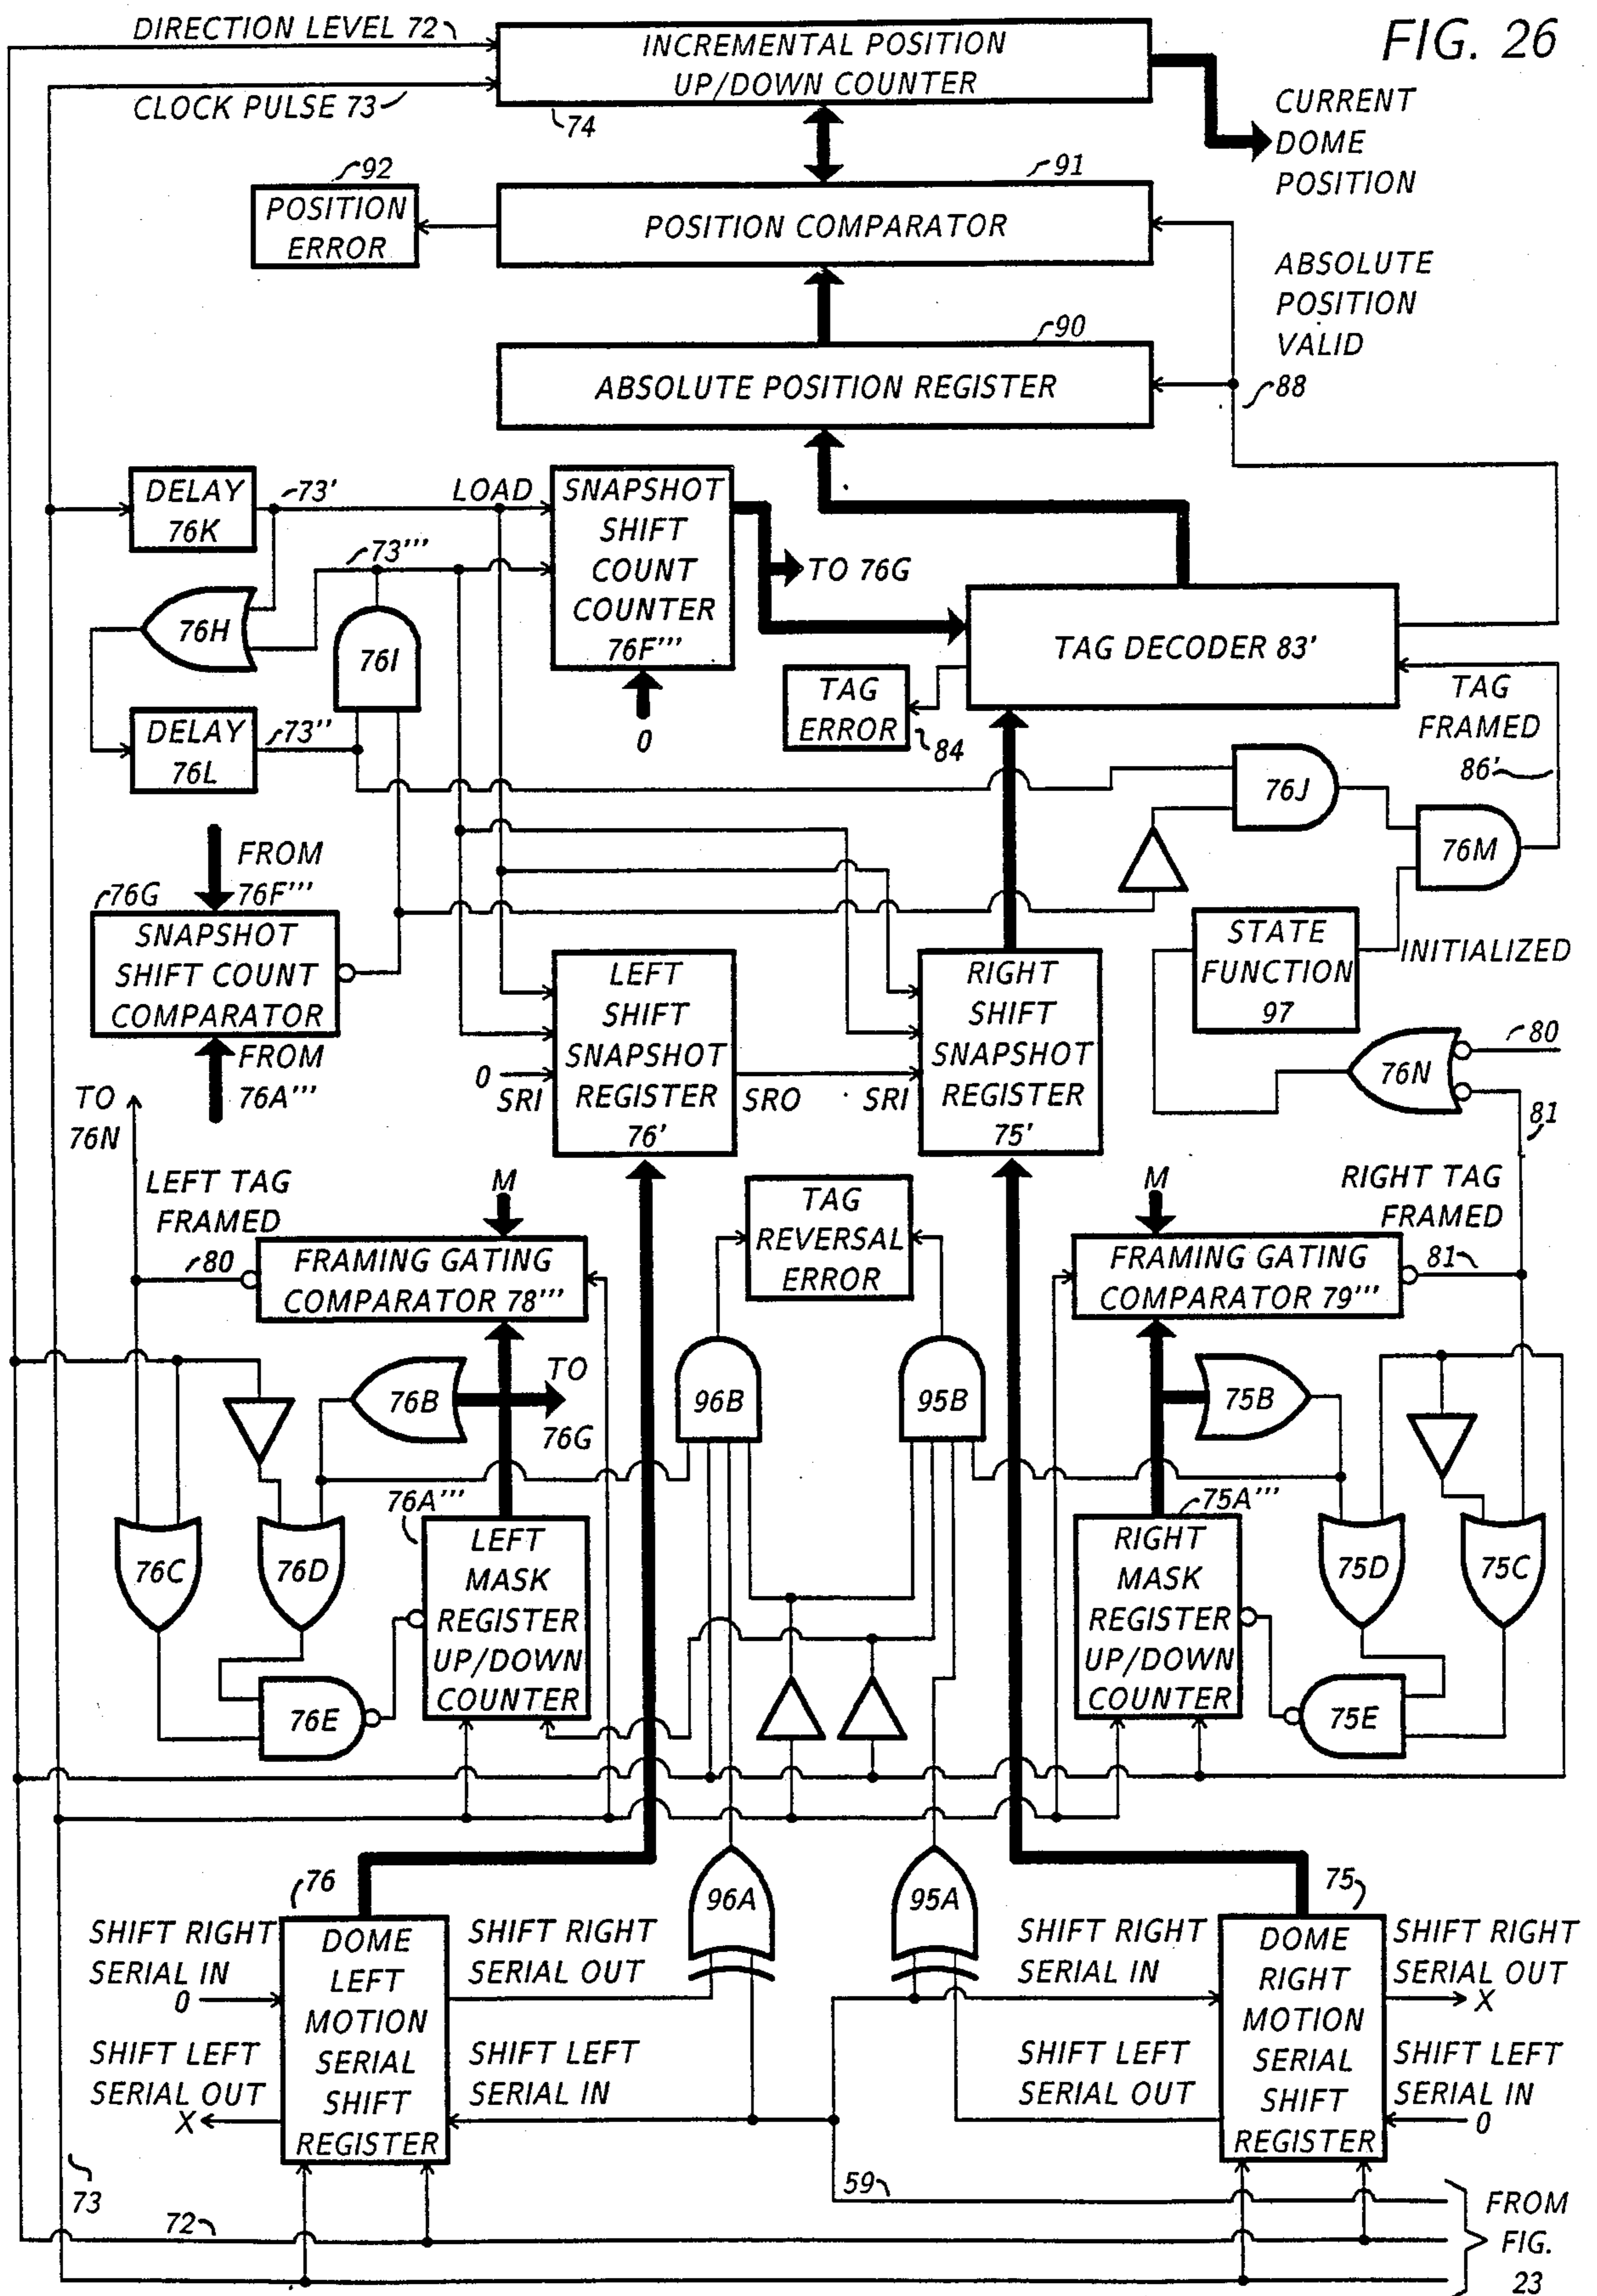 FIG. 26
DIRECTION LEVEL 72
INCREMENTAL POSITION
UP/DOWN COUNTER
CLOCK PULSE 73
74
CURRENT
DOME
POSITION
92
91
POSITION
ERROR
POSITION COMPARATOR
ABSOLUTE
POSITION
VALID
90
ABSOLUTE POSITION REGISTER
88
DELAY
76K
73'
LOAD
SNAPSHOT
SHIFT
COUNT
COUNTER
76F'''
73'''
TO 76G
76H
76I
TAG DECODER 83'
TAG
ERROR
84
0
DELAY
76L
73''
TAG
FRAMED
86'
76J
76M
FROM
76F'''
76G
SNAPSHOT
SHIFT COUNT
COMPARATOR
FROM
76A'''
STATE
FUNCTION
97
INITIALIZED
LEFT
SHIFT
SNAPSHOT
REGISTER
76'
RIGHT
SHIFT
SNAPSHOT
REGISTER
75'
0
SRI
SRO
SRI
76N
80
81
TO
76N
LEFT TAG
FRAMED
80
M
FRAMING GATING
COMPARATOR 78'''
TAG
REVERSAL
ERROR
M
RIGHT TAG
FRAMED
81
FRAMING GATING
COMPARATOR 79'''
76B
TO
76G
96B
95B
75B
76A'''
75A'''
76C
76D
LEFT
MASK
REGISTER
UP/DOWN
COUNTER
RIGHT
MASK
REGISTER
UP/DOWN
COUNTER
75D
75C
76E
75E
76
75
96A
95A
SHIFT RIGHT
SERIAL IN
0
DOME
LEFT
MOTION
SERIAL
SHIFT
REGISTER
SHIFT RIGHT
SERIAL OUT
SHIFT RIGHT
SERIAL IN
DOME
RIGHT
MOTION
SERIAL
SHIFT
REGISTER
SHIFT RIGHT
SERIAL OUT
X
SHIFT LEFT
SERIAL OUT
X
SHIFT LEFT
SERIAL IN
SHIFT LEFT
SERIAL OUT
SHIFT LEFT
SERIAL IN
0
59
73
72
FROM
FIG.
23